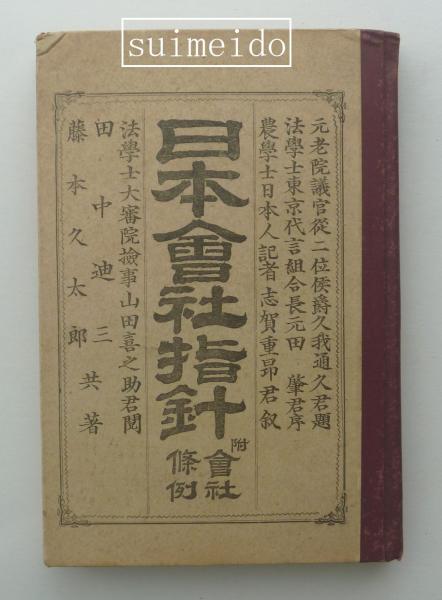 suimeido
元老院議官從二位侯爵久我通久君題
法學士東京代言組合長元田 肇君序
農學士日本人記者志賀重昻君敘
日本會社指針
附會社條例
法學士大審院檢事山田喜之助君閲
田中迪三
藤本久太郎
共著